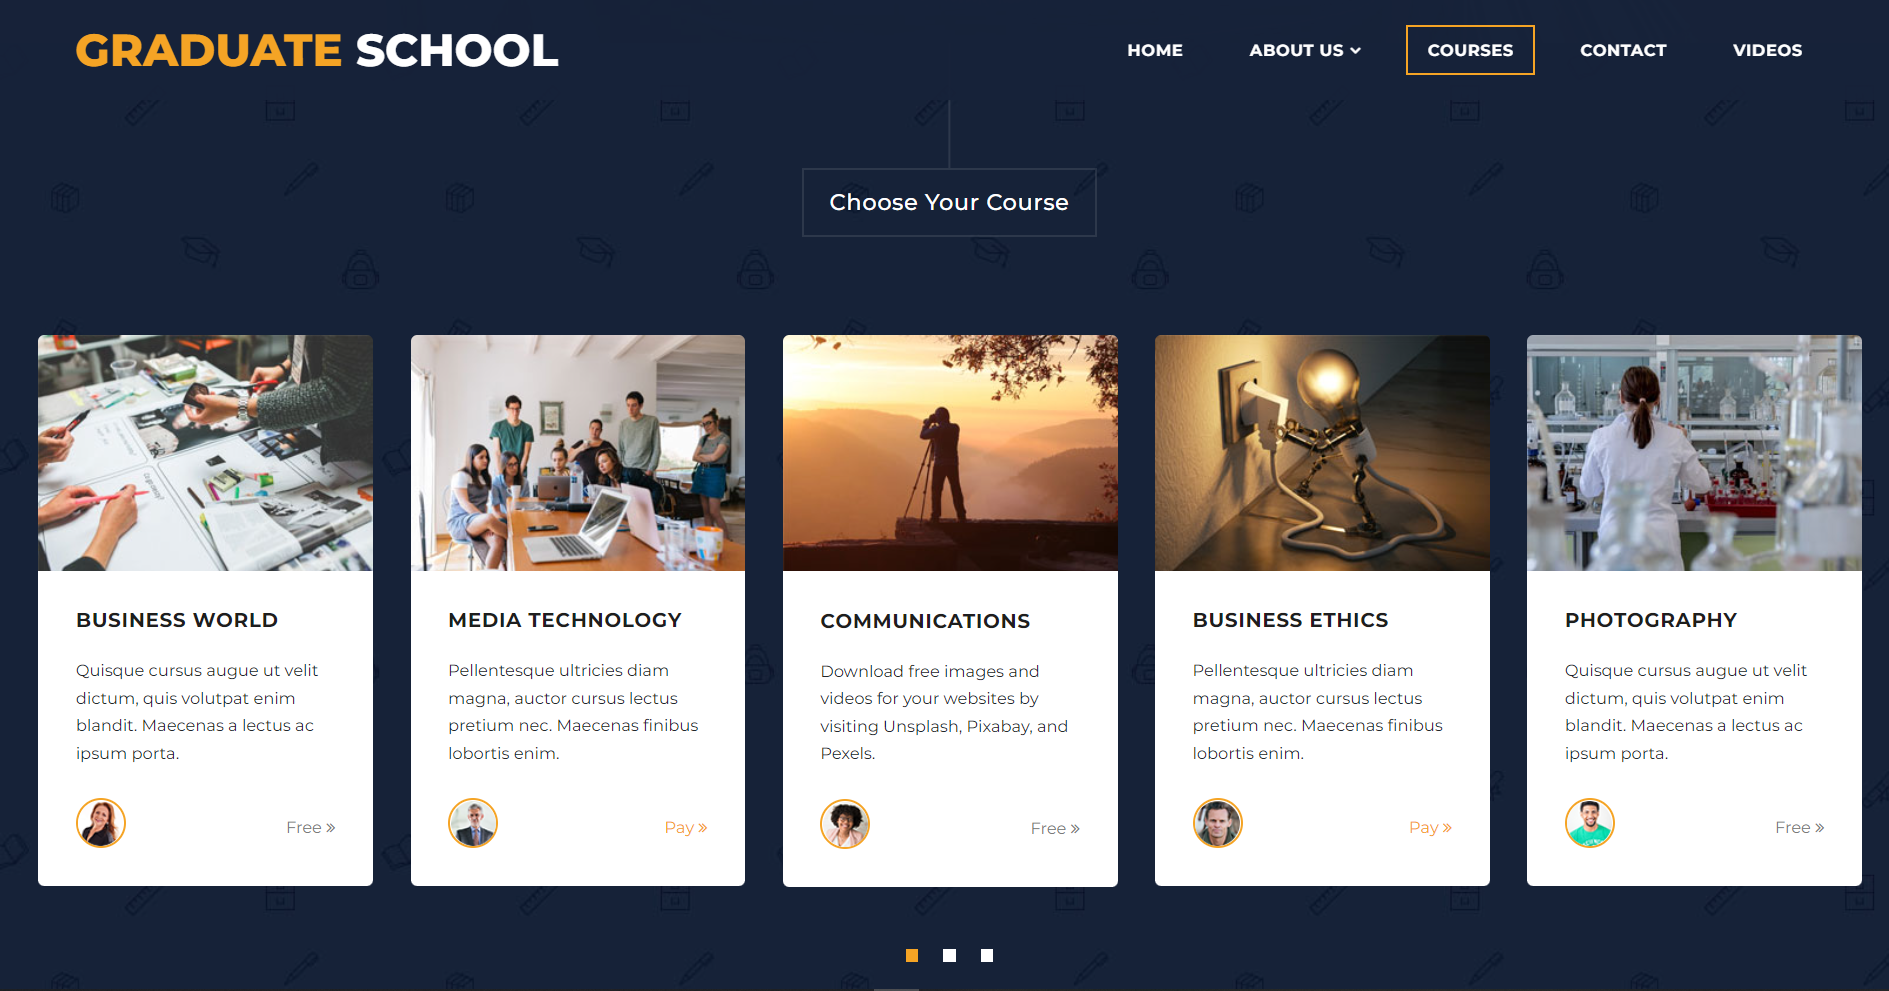 GRADUATE SCHOOL
HOME
ABOUT US
COURSES
CONTACT
VIDEOS
Choose Your Course
BUSINESS WORLD
Quisque cursus augue ut velit
dictum, quis volutpat enim
blandit. Maecenas a lectus ac
ipsum porta.
Free »
MEDIA TECHNOLOGY
Pellentesque ultricies diam
magna, auctor cursus lectus
pretium nec. Maecenas finibus
lobortis enim.
Pay »
COMMUNICATIONS
Download free images and
videos for your websites by
visiting Unsplash, Pixabay, and
Pexels.
Free »
BUSINESS ETHICS
Pellentesque ultricies diam
magna, auctor cursus lectus
pretium nec. Maecenas finibus
lobortis enim.
Pay »
PHOTOGRAPHY
Quisque cursus augue ut velit
dictum, quis volutpat enim
blandit. Maecenas a lectus ac
ipsum porta.
Free »